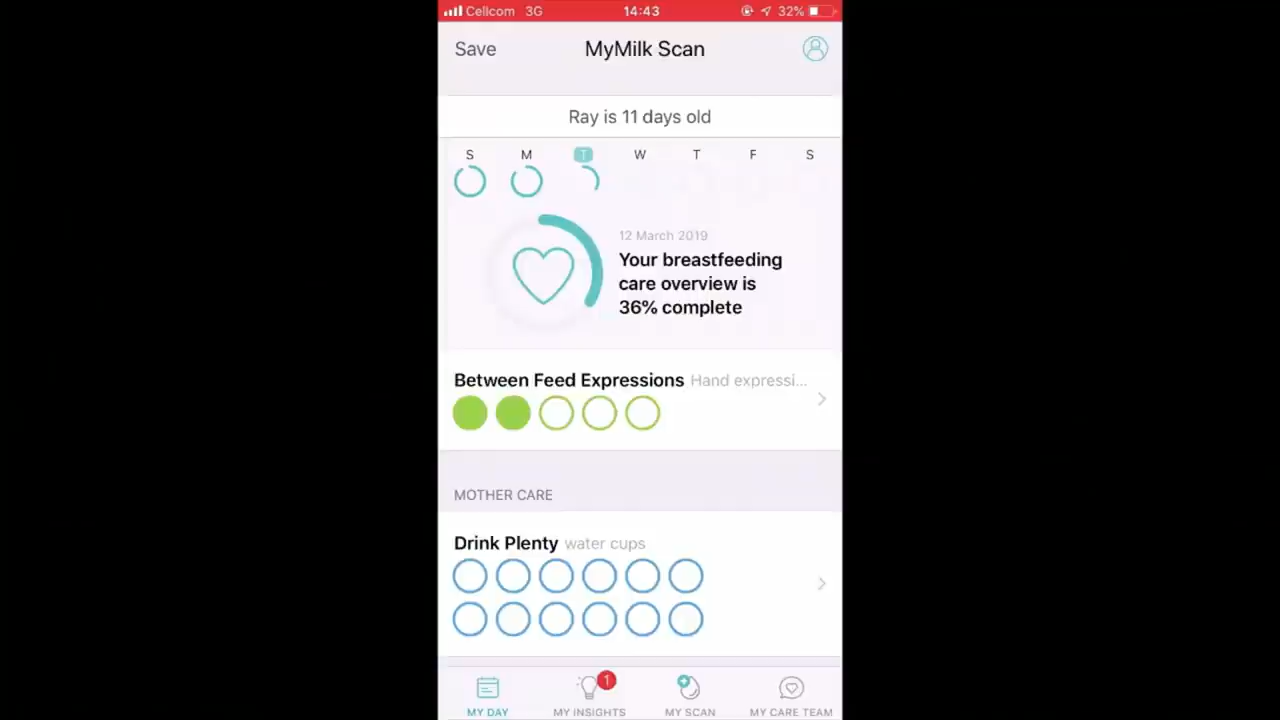 Cellcom 3G 14:43 32%
Save MyMilk Scan
Ray is 11 days old
S M T W T F S
12 March 2019
Your breastfeeding
care overview is
36% complete
Between Feed Expressions Hand expressi...
MOTHER CARE
Drink Plenty water cups
1
MY DAY MY INSIGHTS MY SCAN MY CARE TEAM